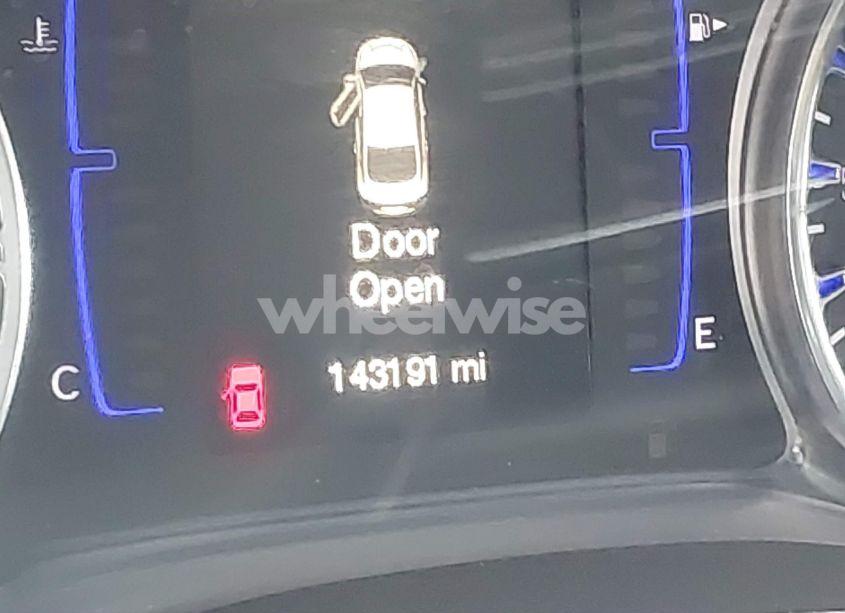 Door
Open
wheelwise
143191 mi
C
E